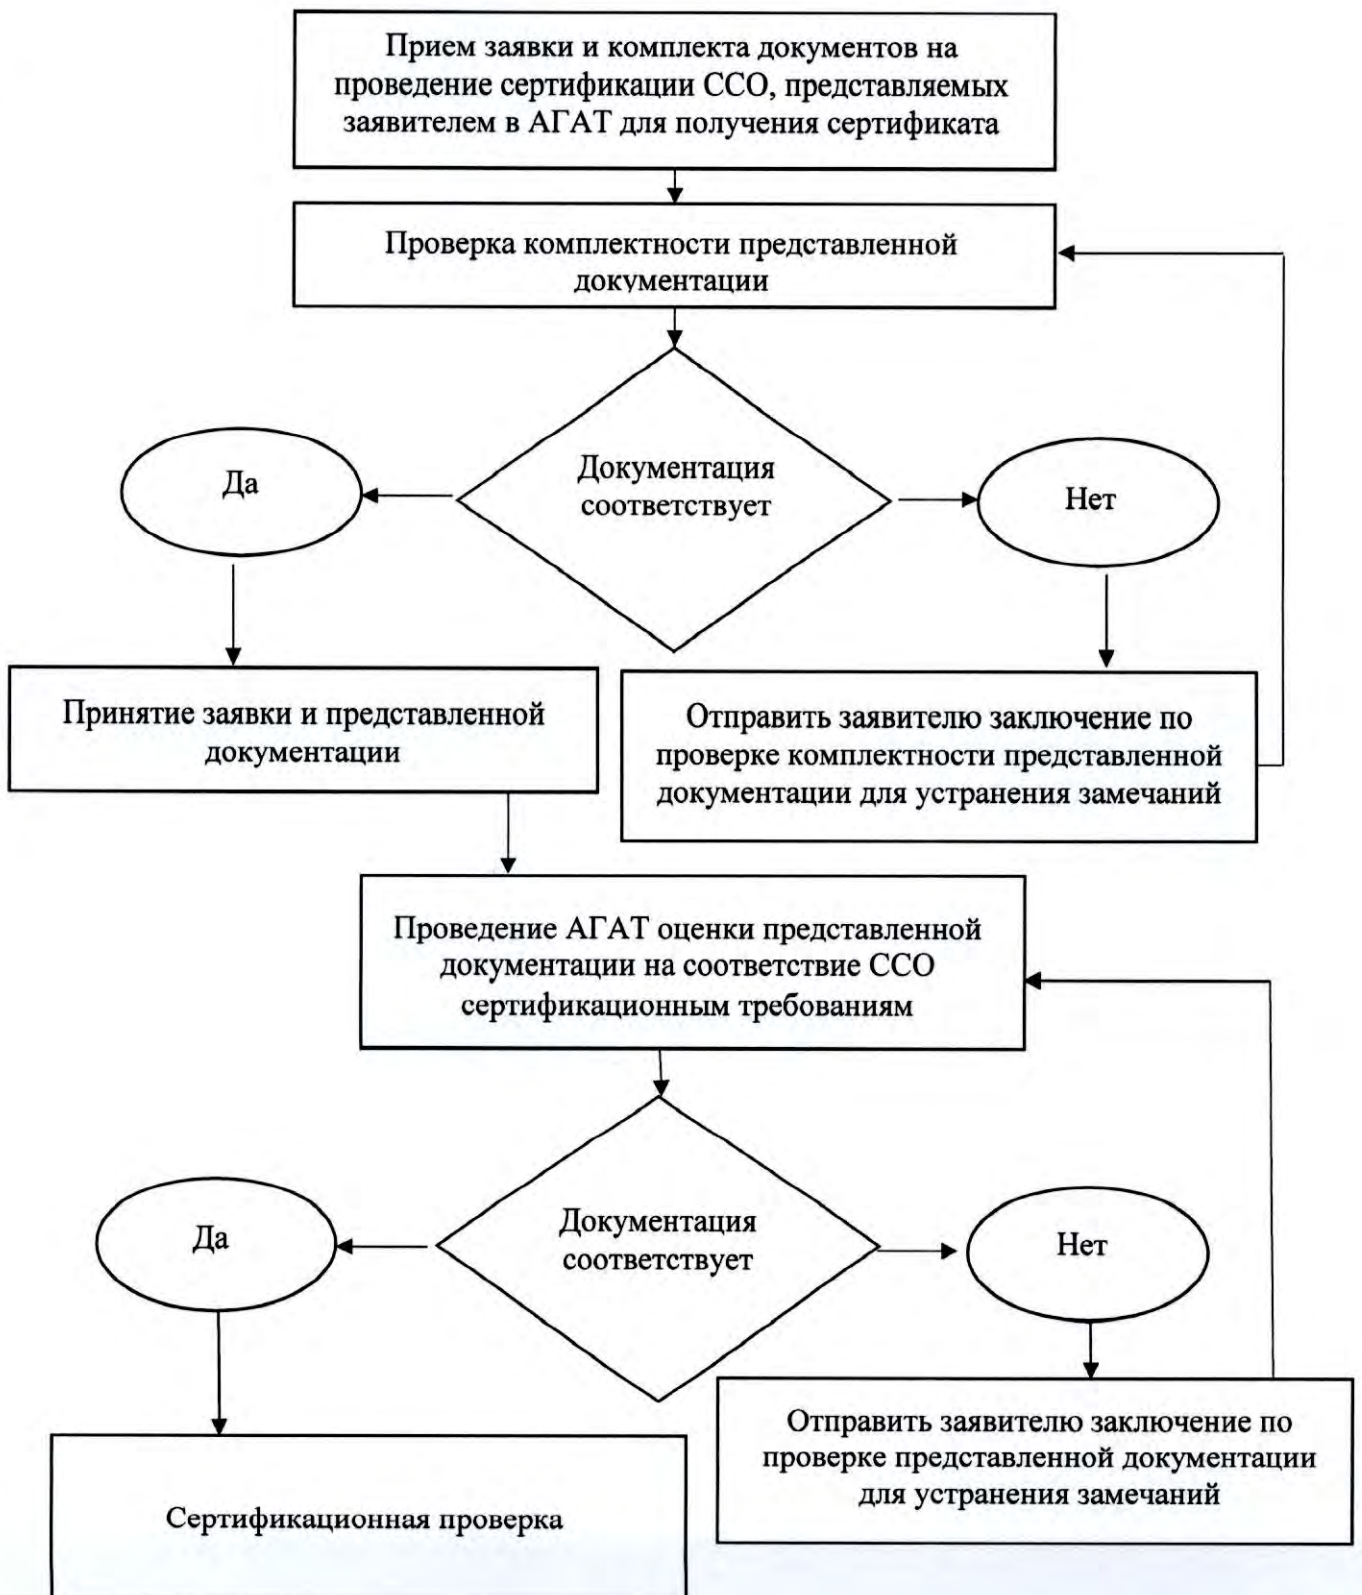 Прием заявки и комплекта документов на
проведение сертификации ССО, представляемых
заявителем в АГАТ для получения сертификата
Проверка комплектности представленной
документации
Документация
соответствует
Да
Нет
Принятие заявки и представленной
документации
Отправить заявителю заключение по
проверке комплектности представленной
документации для устранения замечаний
Проведение АГАТ оценки представленной
документации на соответствие ССО
сертификационным требованиям
Документация
соответствует
Да
Нет
Отправить заявителю заключение по
проверке представленной документации
для устранения замечаний
Сертификационная проверка